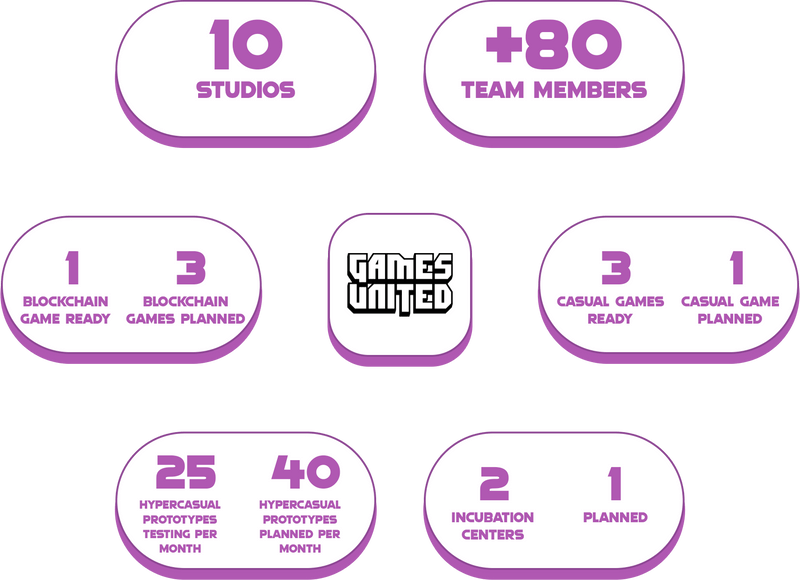 10
STUDIOS
+80
TEAM MEMBERS
1
BLOCKCHAIN
GAME READY
3
BLOCKCHAIN
GAMES PLANNED
GAMES
UNITED
3
CASUAL GAMES
READY
1
CASUAL GAME
PLANNED
25
HYPERCASUAL
PROTOTYPES
TESTING PER
MONTH
40
HYPERCASUAL
PROTOTYPES
PLANNED PER
MONTH
2
INCUBATION
CENTERS
1
PLANNED